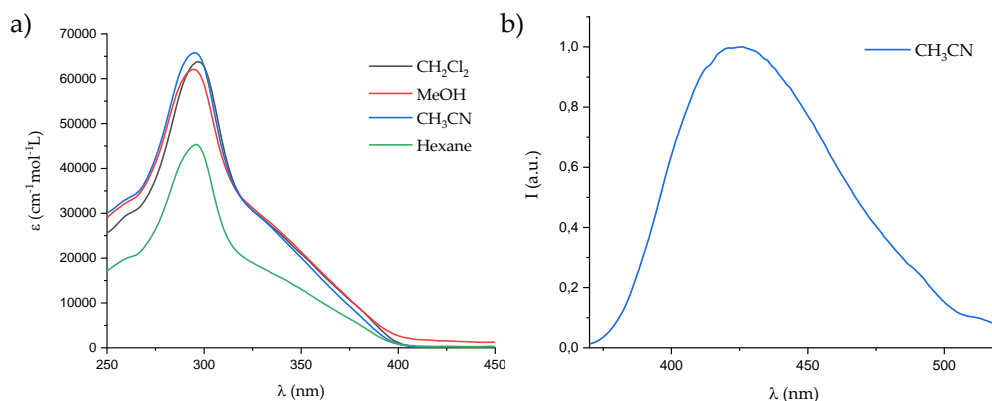 a)
70000
60000
50000
40000
30000
20000
10000
0
250
300
350
400
450
ε (cm⁻¹mol⁻¹L)
λ (nm)
CH₂Cl₂
MeOH
CH₃CN
Hexane
b)
1,0
0,8
0,6
0,4
0,2
0,0
400
450
500
I (a.u.)
λ (nm)
CH₃CN